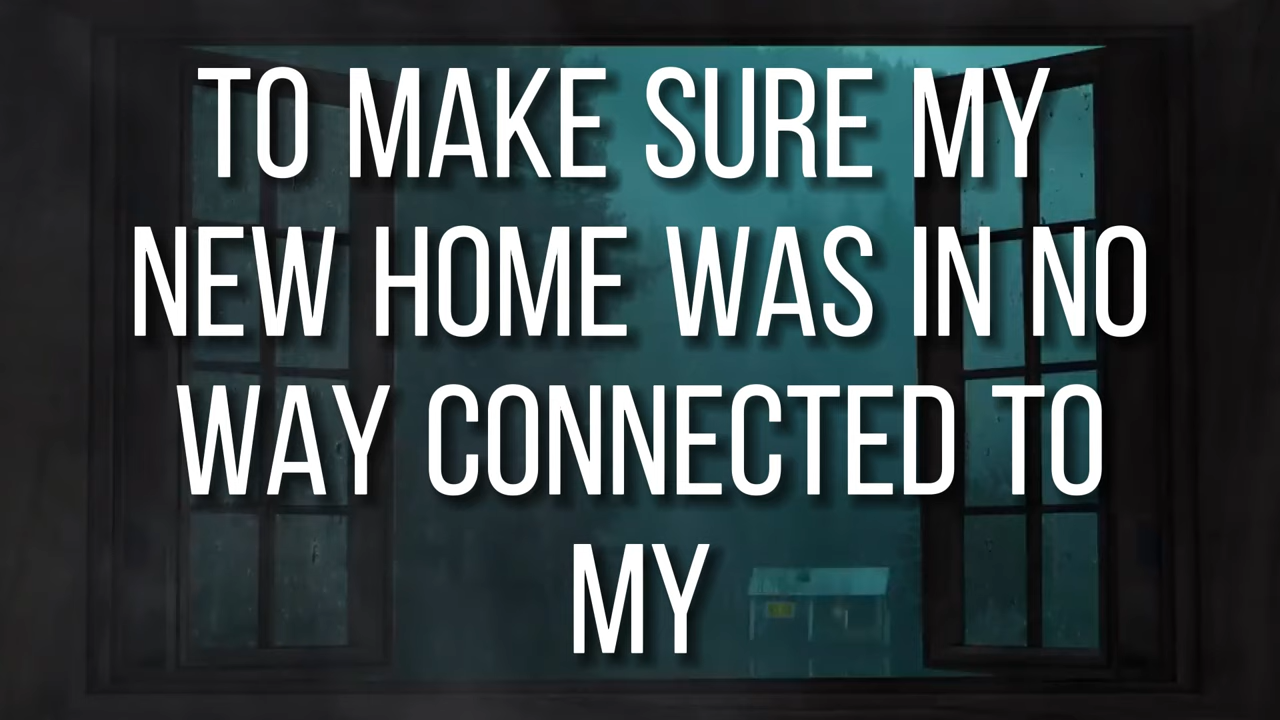 TO MAKE SURE MY
NEW HOME WAS IN NO
WAY CONNECTED TO
MY